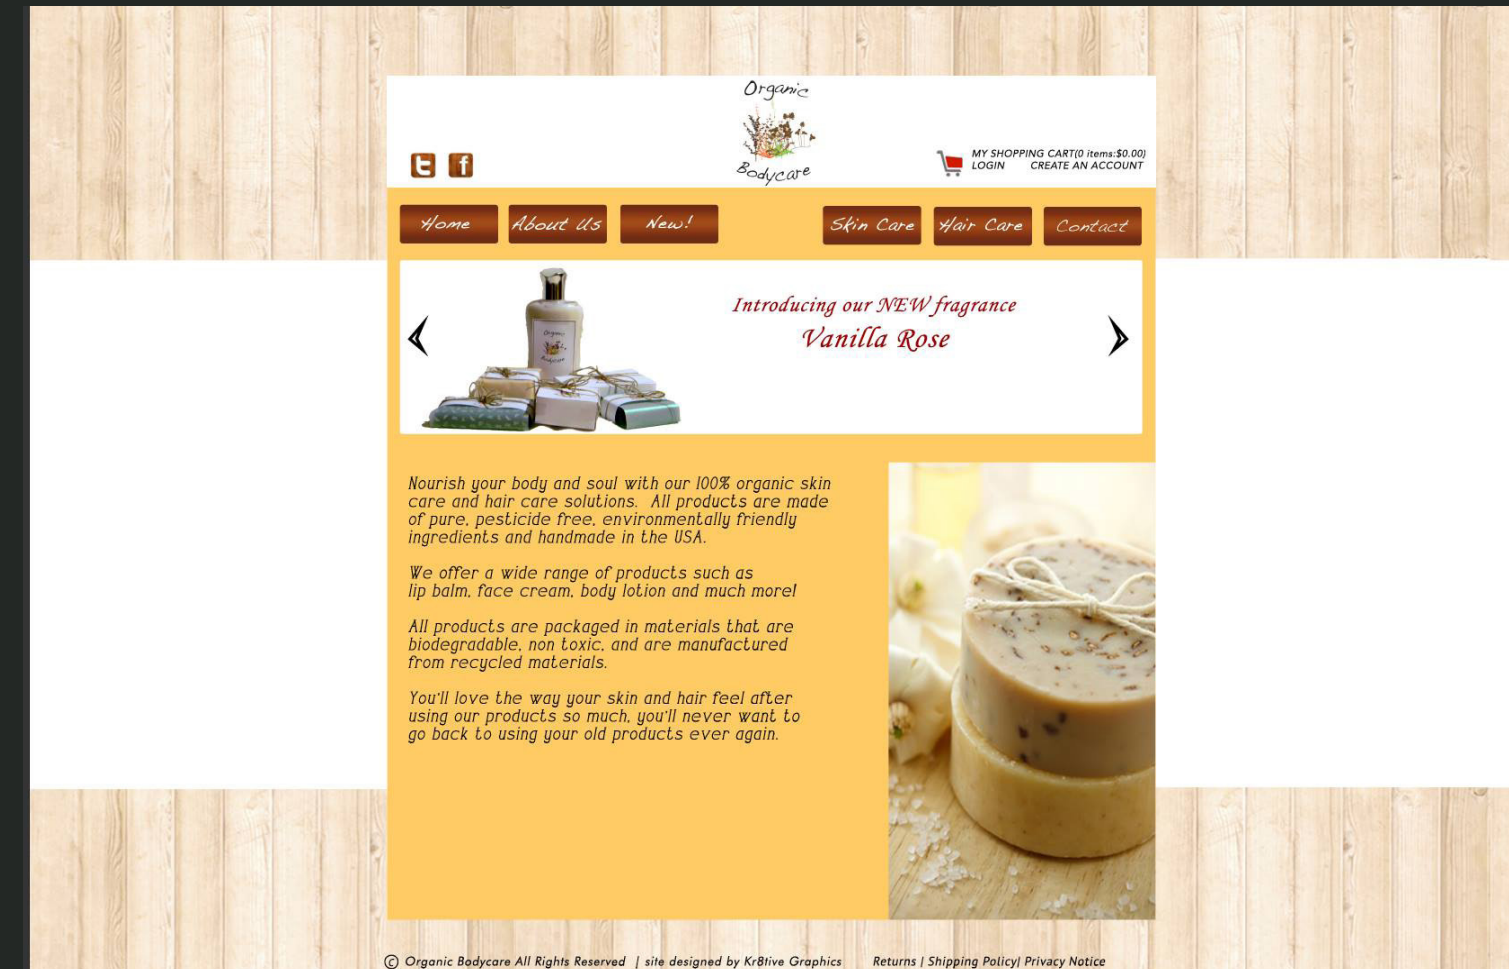 Organic
Bodycare
MY SHOPPING CART(0 items:$0.00)
LOGIN CREATE AN ACCOUNT
Home About Us New! Skin Care Hair Care Contact
Introducing our NEW fragrance
Vanilla Rose
Organic
Bodycare
Nourish your body and soul with our 100% organic skin
care and hair care solutions. All products are made
of pure, pesticide free, environmentally friendly
ingredients and handmade in the USA.
We offer a wide range of products such as
lip balm, face cream, body lotion and much more!
All products are packaged in materials that are
biodegradable, non toxic, and are manufactured
from recycled materials.
You'll love the way your skin and hair feel after
using our products so much, you'll never want to
go back to using your old products ever again.
© Organic Bodycare All Rights Reserved | site designed by Kr8tive Graphics Returns | Shipping Policy| Privacy Notice